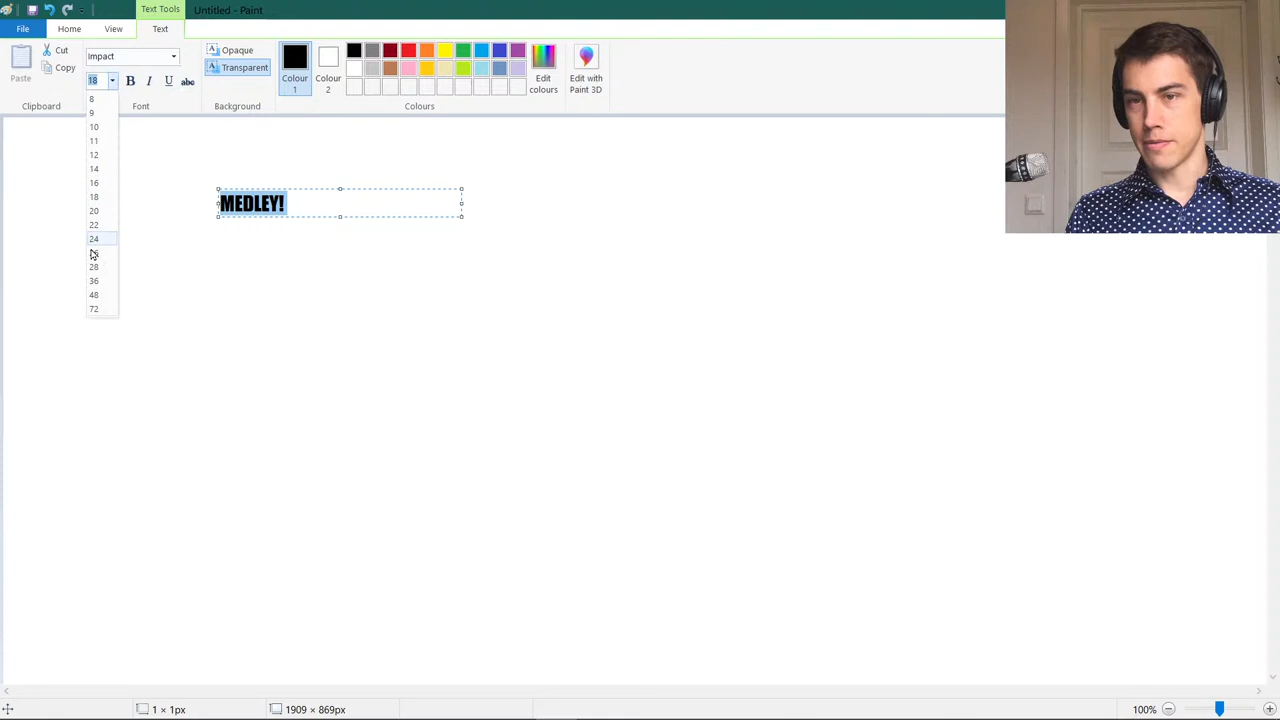 Text Tools
Untitled - Paint
File
Home
View
Text
Paste
Cut
Copy
Clipboard
Impact
18
B I U abc
Font
8
9
10
11
12
14
16
18
20
22
24
28
36
48
72
Opaque
Transparent
Background
Colour 1
Colour 2
Edit colours
Colours
Edit with Paint 3D
MEDLEY!
1 × 1px
1909 × 869px
100%